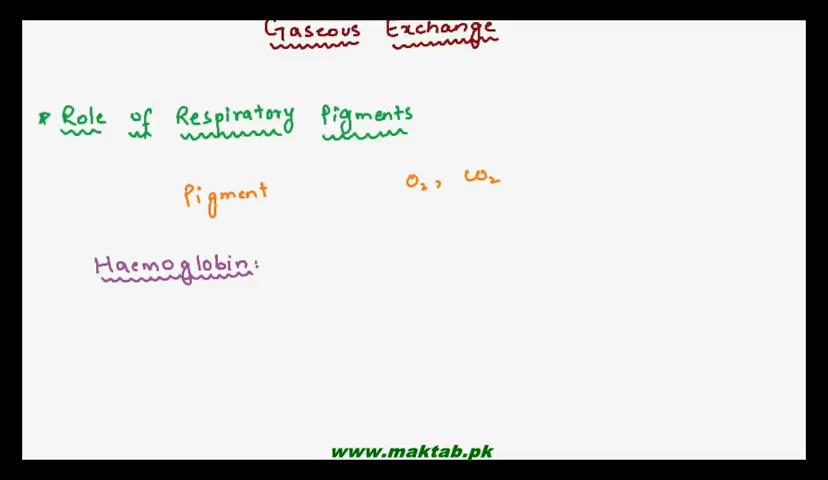 Gaseous Exchange
* Role of Respiratory Pigments
Pigment O₂, CO₂
Haemoglobin:
www.maktab.pk